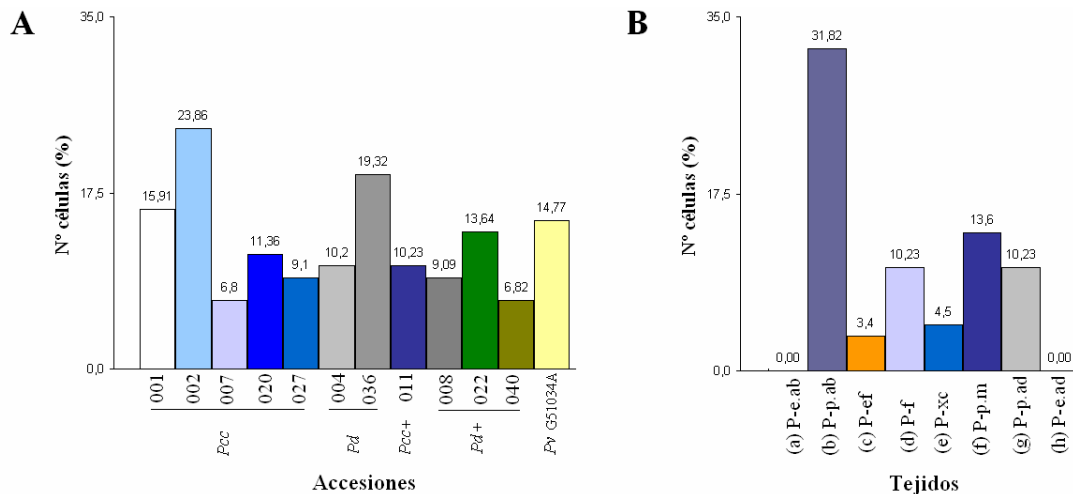 A
Nº células (%)
35,0
17,5
0,0
15,91
23,86
6,8
11,36
9,1
10,2
19,32
10,23
9,09
13,64
6,82
14,77
001
002
007
020
027
004
036
011
008
022
040
Pcc
Pd
Pcc+
Pd+
Pv G51034A
Accesiones
B
Nº células (%)
35,0
17,5
0,0
0,00
31,82
3,4
10,23
4,5
13,6
10,23
0,00
(a) P-e.ab
(b) P-p.ab
(c) P-ef
(d) P-f
(e) P-xc
(f) P-p.m
(g) P-p.ad
(h) P-e.ad
Tejidos